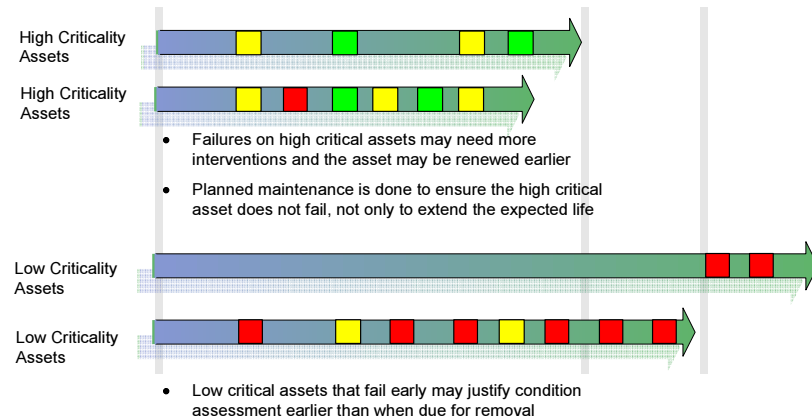 High Criticality
Assets
High Criticality
Assets
• Failures on high critical assets may need more
interventions and the asset may be renewed earlier
• Planned maintenance is done to ensure the high critical
asset does not fail, not only to extend the expected life
Low Criticality
Assets
Low Criticality
Assets
• Low critical assets that fail early may justify condition
assessment earlier than when due for removal